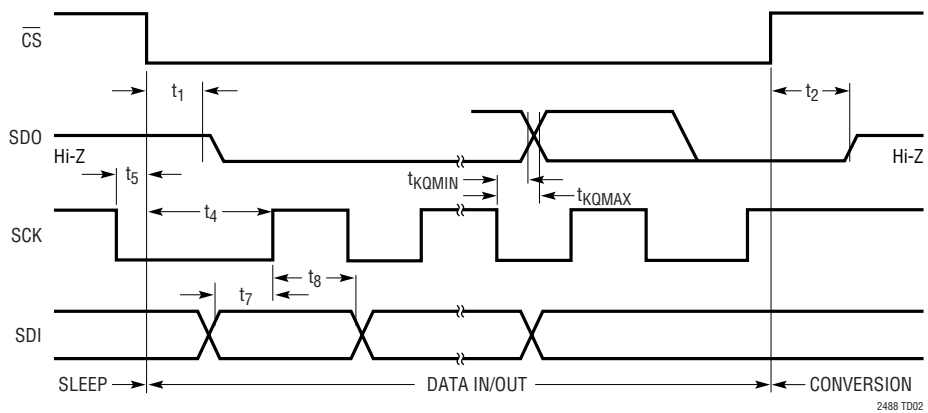 CS
t1
t2
SDO
Hi-Z
Hi-Z
t5
tKQMIN
tKQMAX
t4
SCK
t7
t8
SDI
SLEEP
DATA IN/OUT
CONVERSION
2488 TD02